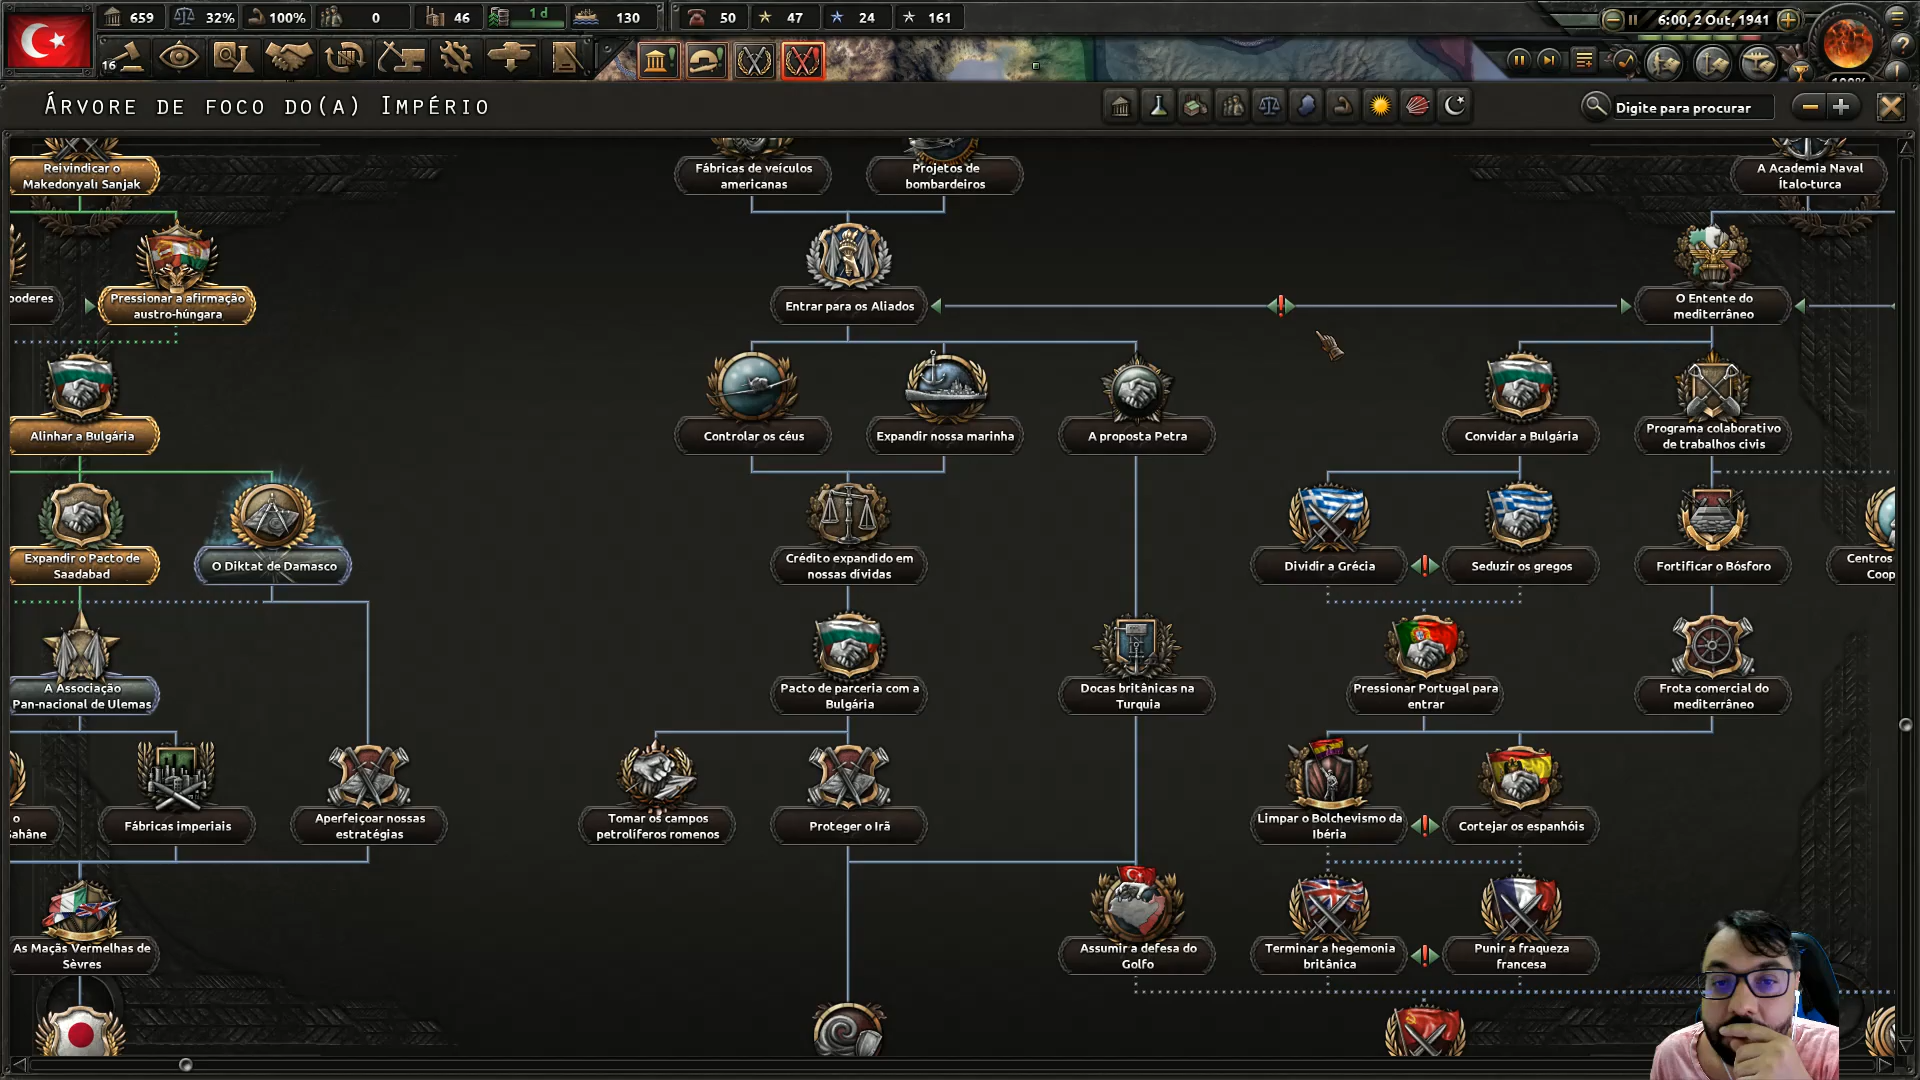 659
32%
100%
0
46
1 d
130
50
47
24
161
6:00, 2 Out, 1941
16
100%
Árvore de foco do(a) Império
Digite para procurar
Reivindicar o
Makedonyalı Sanjak
Fábricas de veículos
americanas
Projetos de
bombardeiros
A Academia Naval
Ítalo-turca
poderes
Pressionar a afirmação
austro-húngara
Entrar para os Aliados
O Entente do
mediterrâneo
Alinhar a Bulgária
Controlar os céus
Expandir nossa marinha
A proposta Petra
Convidar a Bulgária
Programa colaborativo
de trabalhos civis
Expandir o Pacto de
Saadabad
O Diktat de Damasco
Crédito expandido em
nossas dívidas
Dividir a Grécia
Seduzir os gregos
Fortificar o Bósforo
Centros
Coop
A Associação
Pan-nacional de Ulemas
Pacto de parceria com a
Bulgária
Docas britânicas na
Turquia
Pressionar Portugal para
entrar
Frota comercial do
mediterrâneo
o
Fábricas imperiais
Aperfeiçoar nossas
estratégias
Tomar os campos
petrolíferos romenos
Proteger o Irã
Limpar o Bolchevismo da
Ibéria
Cortejar os espanhóis
As Maçãs Vermelhas de
Sèvres
Assumir a defesa do
Golfo
Terminar a hegemonia
britânica
Punir a fraqueza
francesa